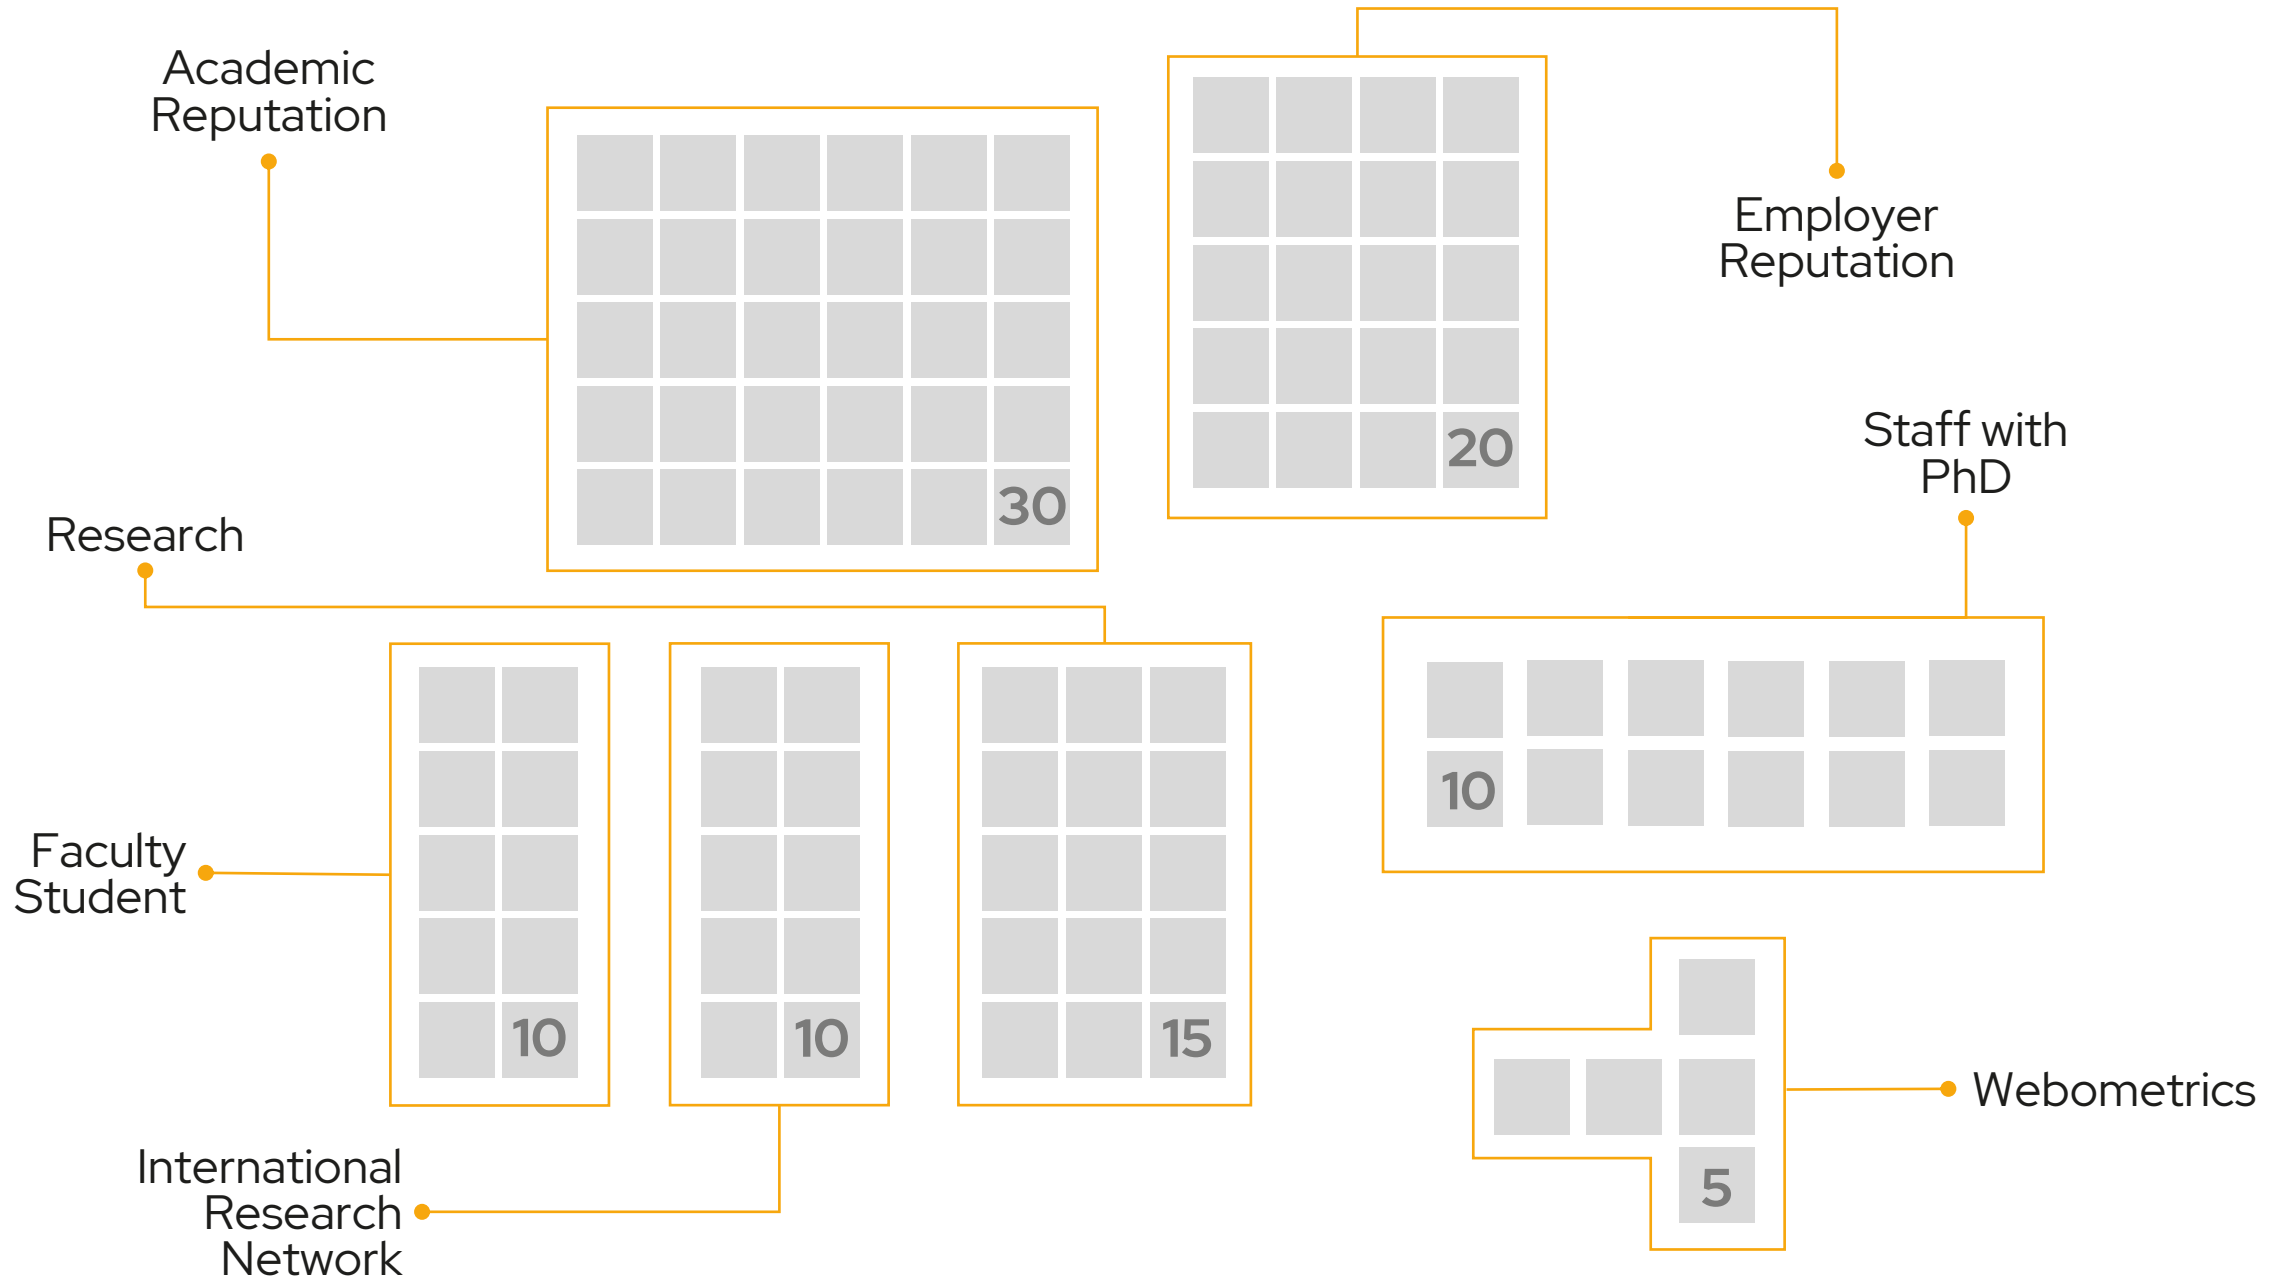 Academic
Reputation
Employer
Reputation
20
Staff with
PhD
30
Research
10
Faculty
Student
10
10
15
Webometrics
5
International
Research
Network